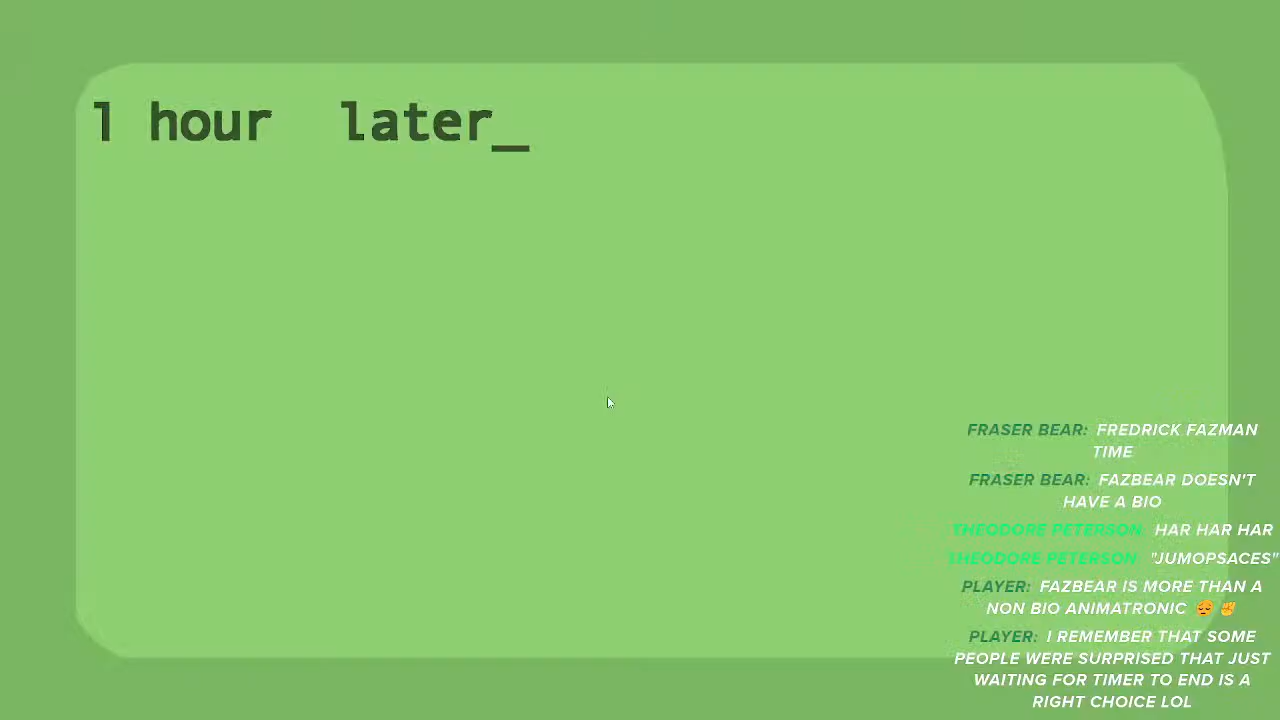 1 hour  later_
FRASER BEAR: FREDRICK FAZMAN
TIME
FRASER BEAR: FAZBEAR DOESN'T
HAVE A BIO
THEODORE PETERSON: HAR HAR HAR
THEODORE PETERSON: "JUMOPSACES"
PLAYER: FAZBEAR IS MORE THAN A
NON BIO ANIMATRONIC 😔 ✊
PLAYER: I REMEMBER THAT SOME
PEOPLE WERE SURPRISED THAT JUST
WAITING FOR TIMER TO END IS A
RIGHT CHOICE LOL